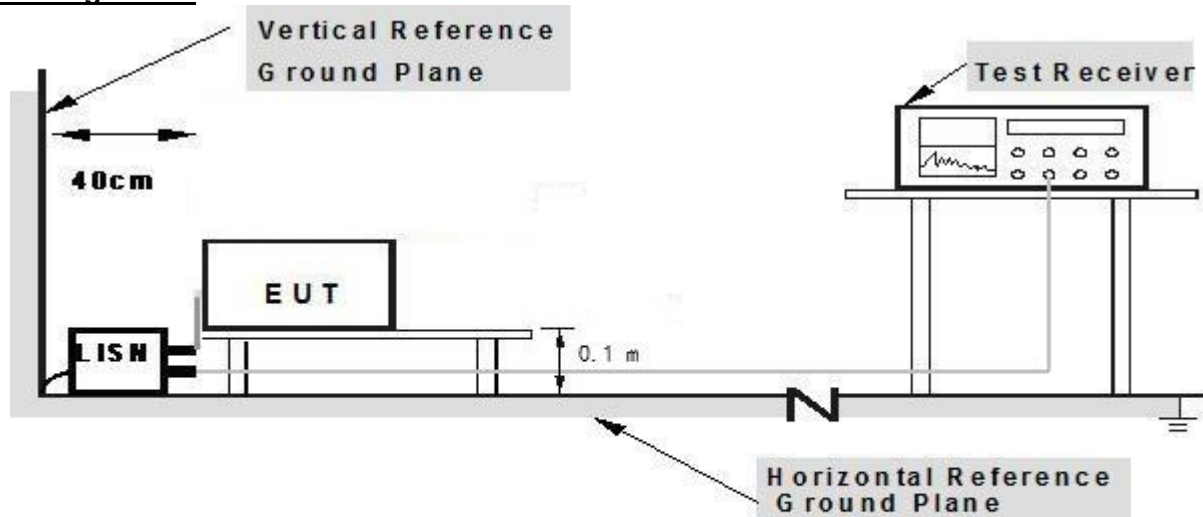 Vertical Reference
Ground Plane
Test Receiver
40cm
EUT
LISN
0.1 m
N
Horizontal Reference
Ground Plane